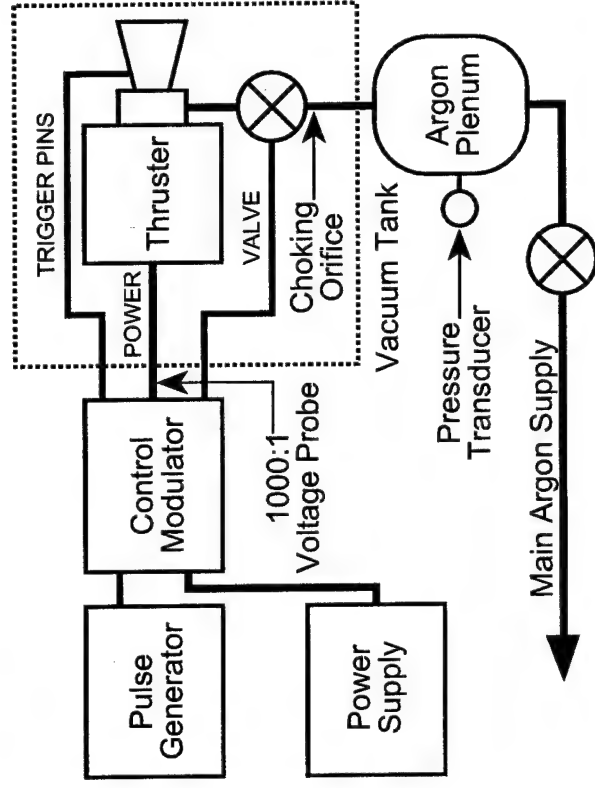 TRIGGER PINS
Thruster
POWER
VALVE
Choking
Orifice
Vacuum Tank
Control
Modulator
1000:1
Voltage Probe
Pulse
Generator
Power
Supply
Argon
Plenum
Pressure
Transducer
Main Argon Supply